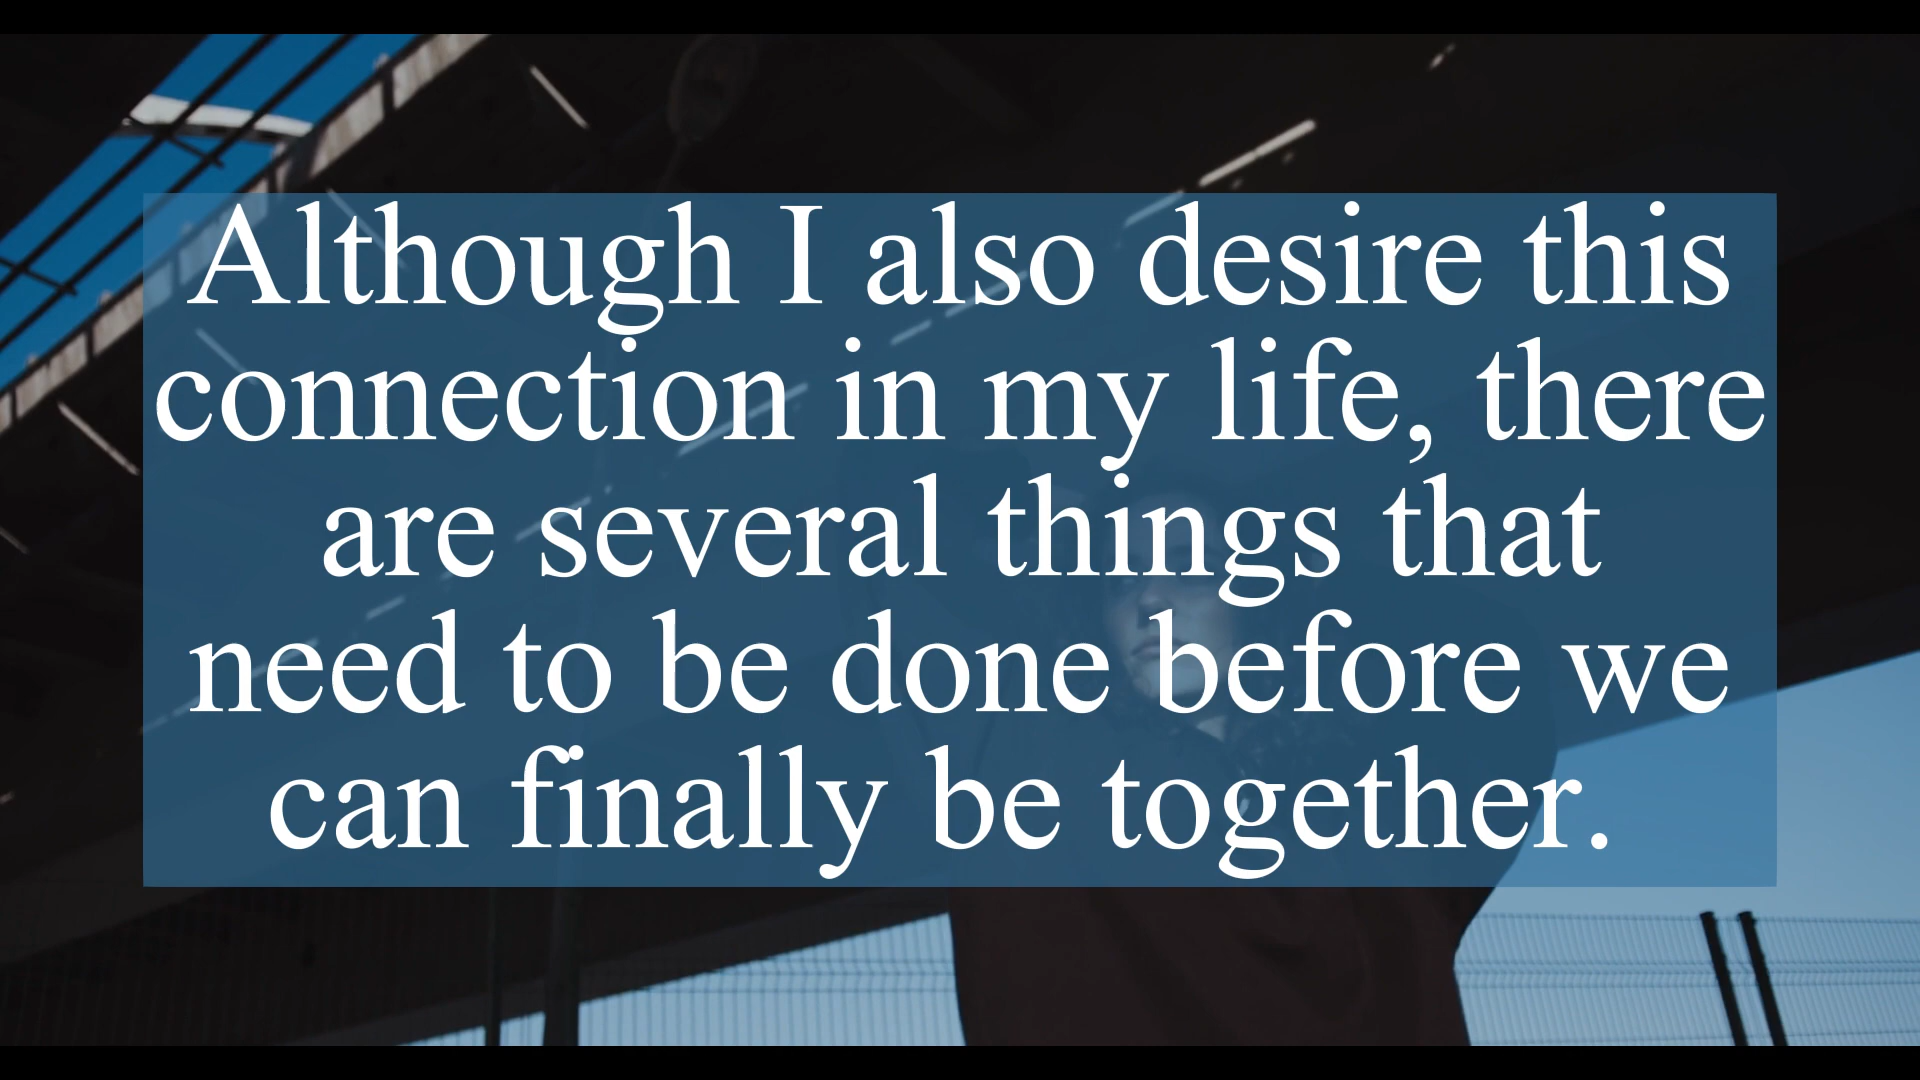 Although I also desire this
connection in my life, there
are several things that
need to be done before we
can finally be together.